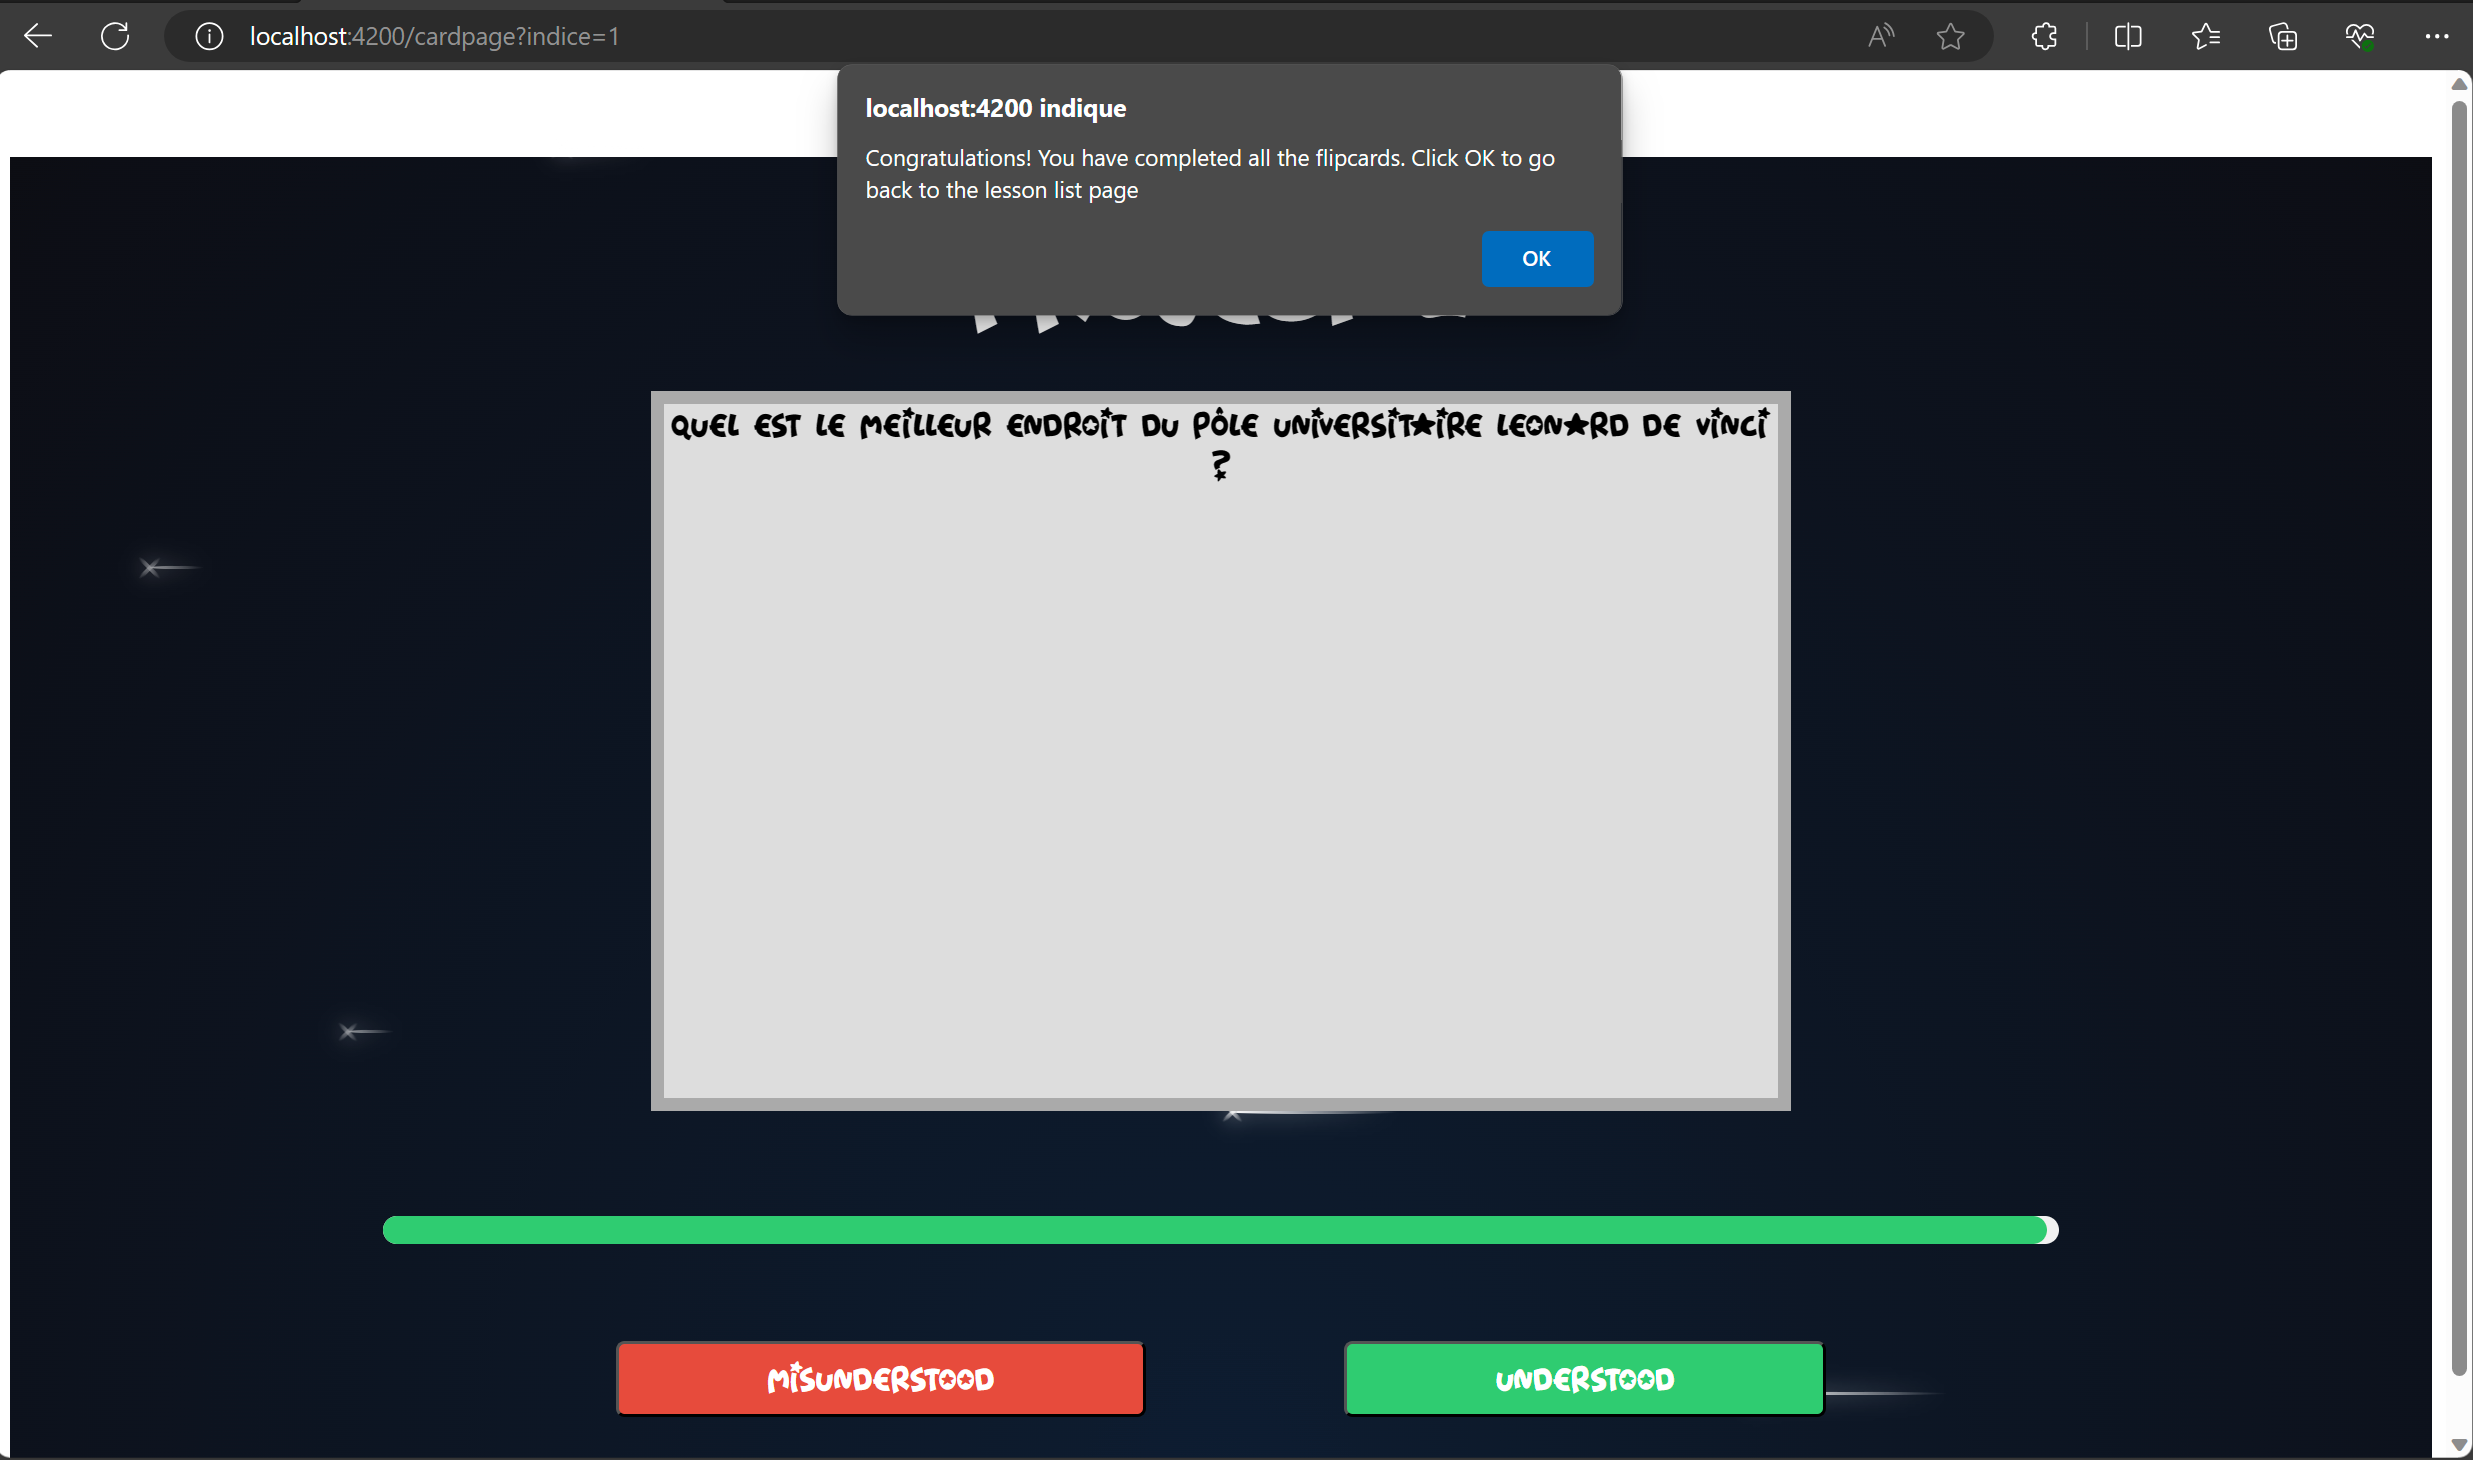 localhost:4200/cardpage?indice=1
localhost:4200 indique
Congratulations! You have completed all the flipcards. Click OK to go
back to the lesson list page
OK
QUEL EST LE MEILLEUR ENDROIT DU PÔLE UNIVERSITAIRE LEONARD DE VINCI
?
MISUNDERSTOOD
UNDERSTOOD